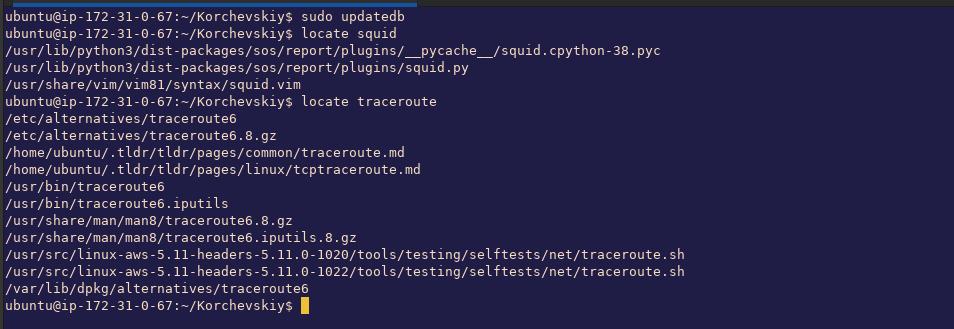 ubuntu@ip-172-31-0-67:~/Korchevskiy$ sudo updatedb
ubuntu@ip-172-31-0-67:~/Korchevskiy$ locate squid
/usr/lib/python3/dist-packages/sos/report/plugins/__pycache__/squid.cpython-38.pyc
/usr/lib/python3/dist-packages/sos/report/plugins/squid.py
/usr/share/vim/vim81/syntax/squid.vim
ubuntu@ip-172-31-0-67:~/Korchevskiy$ locate traceroute
/etc/alternatives/traceroute6
/etc/alternatives/traceroute6.8.gz
/home/ubuntu/.tldr/tldr/pages/common/traceroute.md
/home/ubuntu/.tldr/tldr/pages/linux/tcptraceroute.md
/usr/bin/traceroute6
/usr/bin/traceroute6.iputils
/usr/share/man/man8/traceroute6.8.gz
/usr/share/man/man8/traceroute6.iputils.8.gz
/usr/src/linux-aws-5.11-headers-5.11.0-1020/tools/testing/selftests/net/traceroute.sh
/usr/src/linux-aws-5.11-headers-5.11.0-1022/tools/testing/selftests/net/traceroute.sh
/var/lib/dpkg/alternatives/traceroute6
ubuntu@ip-172-31-0-67:~/Korchevskiy$